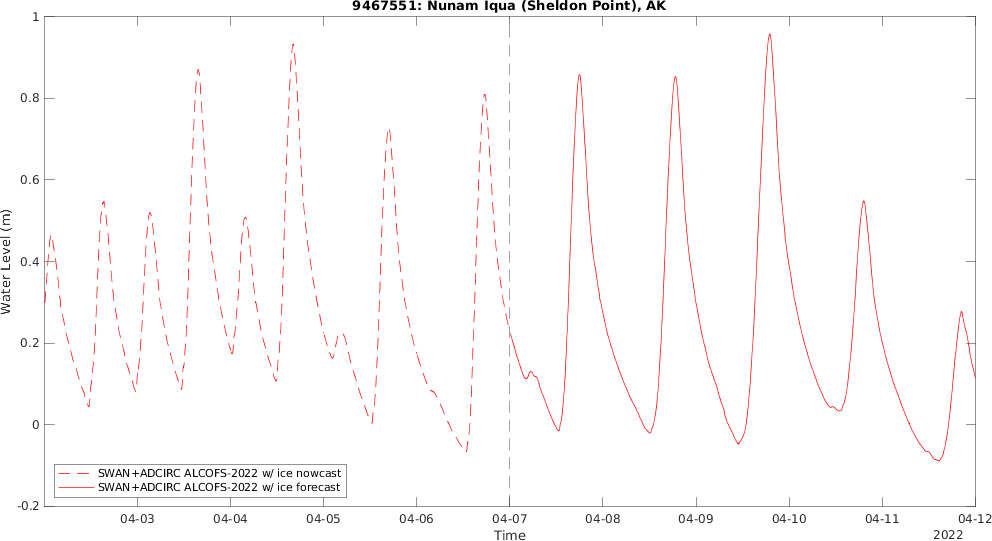 9467551: Nunam Iqua (Sheldon Point), AK
1
0.8
0.6
0.4
0.2
0
-0.2
Water Level (m)
SWAN+ADCIRC ALCOFS-2022 w/ ice nowcast
SWAN+ADCIRC ALCOFS-2022 w/ ice forecast
04-03 04-04 04-05 04-06 04-07 04-08 04-09 04-10 04-11 04-12
Time
2022